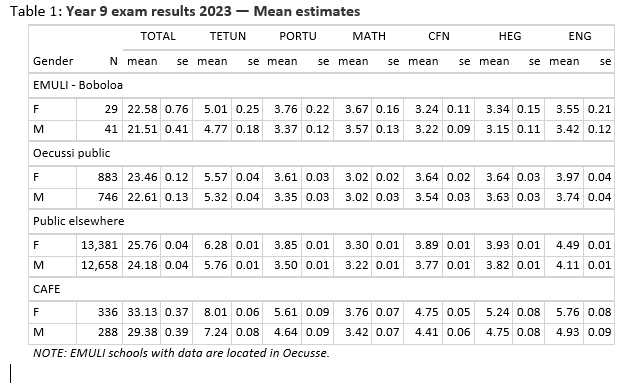 Table 1: Year 9 exam results 2023 — Mean estimates
TOTAL TETUN PORTU MATH CFN HEG ENG
Gender N mean se mean se mean se mean se mean se mean se mean se
EMULI - Boboloa
F 29 22.58 0.76 5.01 0.25 3.76 0.22 3.67 0.16 3.24 0.11 3.34 0.15 3.55 0.21
M 41 21.51 0.41 4.77 0.18 3.37 0.12 3.57 0.13 3.22 0.09 3.15 0.11 3.42 0.12
Oecussi public
F 883 23.46 0.12 5.57 0.04 3.61 0.03 3.02 0.02 3.64 0.02 3.64 0.03 3.97 0.04
M 746 22.61 0.13 5.32 0.04 3.35 0.03 3.02 0.03 3.54 0.03 3.63 0.03 3.74 0.04
Public elsewhere
F 13,381 25.76 0.04 6.28 0.01 3.85 0.01 3.30 0.01 3.89 0.01 3.93 0.01 4.49 0.01
M 12,658 24.18 0.04 5.76 0.01 3.50 0.01 3.22 0.01 3.77 0.01 3.82 0.01 4.11 0.01
CAFE
F 336 33.13 0.37 8.01 0.06 5.61 0.09 3.76 0.07 4.75 0.05 5.24 0.08 5.76 0.08
M 288 29.38 0.39 7.24 0.08 4.64 0.09 3.42 0.07 4.41 0.06 4.75 0.08 4.93 0.09
NOTE: EMULI schools with data are located in Oecusse.